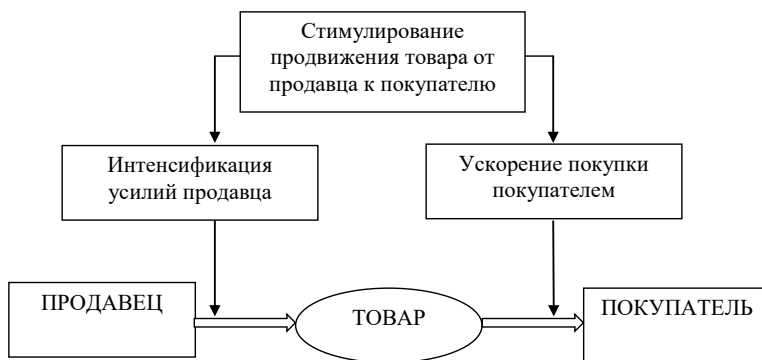 Стимулирование
продвижения товара от
продавца к покупателю
Интенсификация
усилий продавца
Ускорение покупки
покупателем
ПРОДАВЕЦ
ТОВАР
ПОКУПАТЕЛЬ